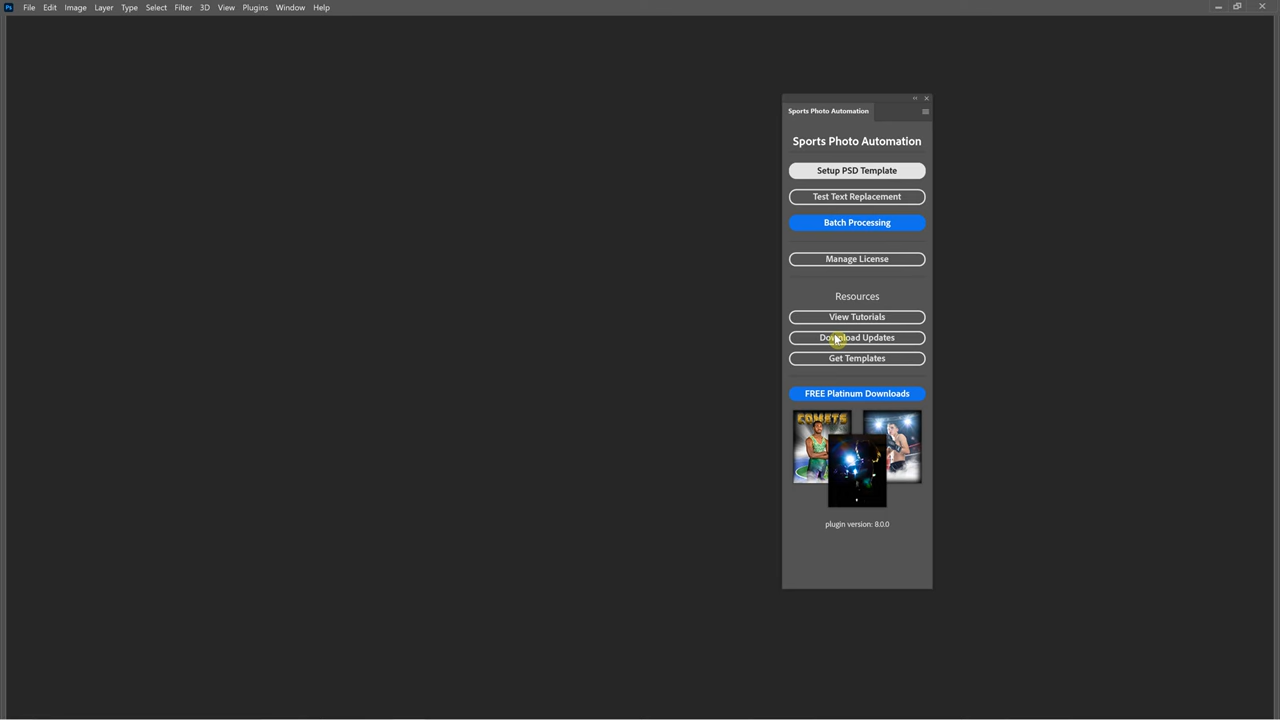 Ps File Edit Image Layer Type Select Filter 3D View Plugins Window Help
Sports Photo Automation
Sports Photo Automation
Setup PSD Template
Test Text Replacement
Batch Processing
Manage License
Resources
View Tutorials
Download Updates
Get Templates
FREE Platinum Downloads
COMETS
plugin version: 8.0.0